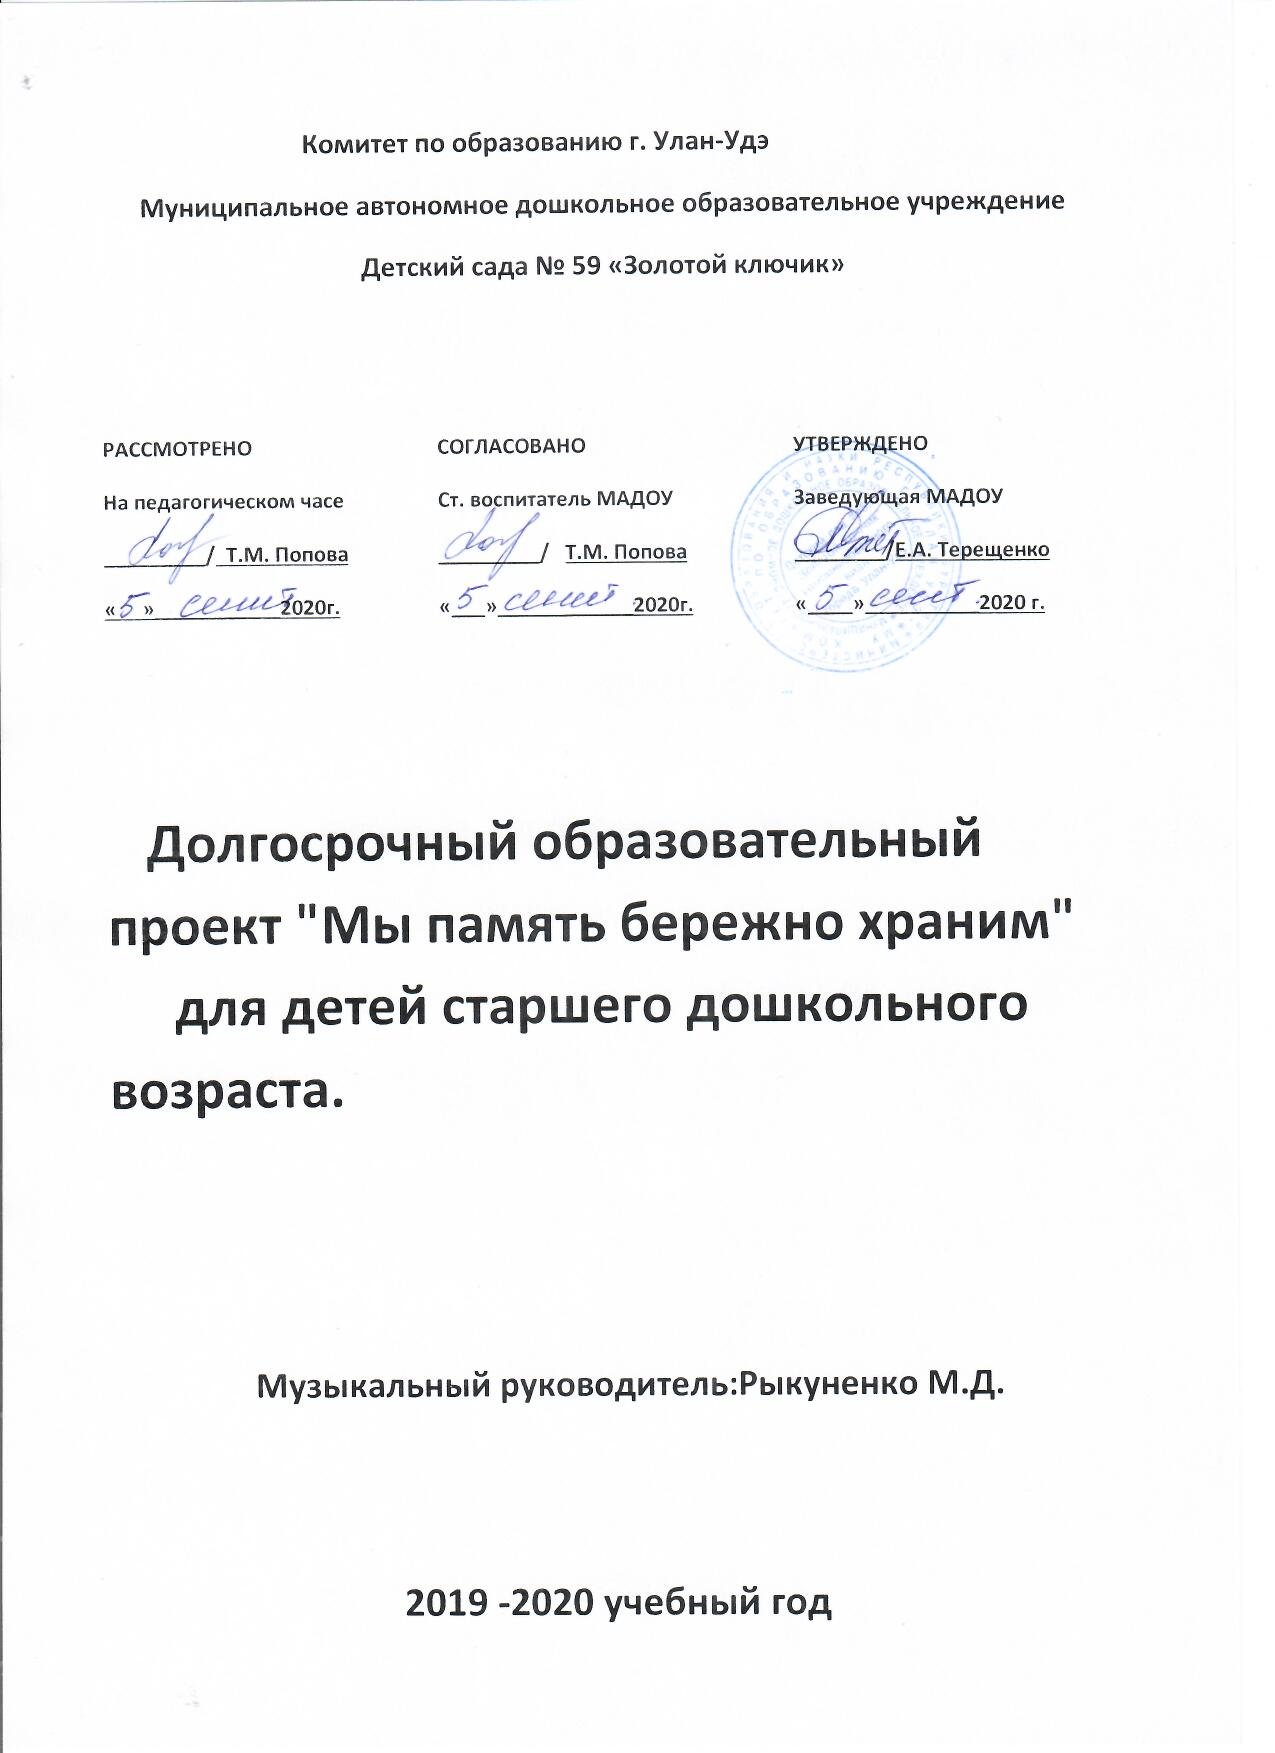 Комитет по образованию г. Улан-Удэ
Муниципальное автономное дошкольное образовательное учреждение
Детский сада № 59 «Золотой ключик»
РАССМОТРЕНО
На педагогическом часе
/ Т.М. Попова
«5» сент 2020г.
СОГЛАСОВАНО
Ст. воспитатель МАДОУ
/ Т.М. Попова
«5» сент 2020г.
УТВЕРЖДЕНО
Заведующая МАДОУ
/Е.А. Терещенко
«5» сент. 2020 г.
Долгосрочный образовательный
проект "Мы память бережно храним"
для детей старшего дошкольного
возраста.
Музыкальный руководитель:Рыкуненко М.Д.
2019 -2020 учебный год